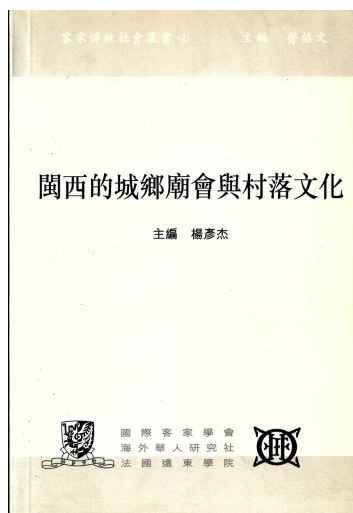 客家傳統社會叢書 4 主編 勞格文
閩西的城鄉廟會與村落文化
主編 楊彥杰
國際客家學會
海外華人研究社
法國遠東學院